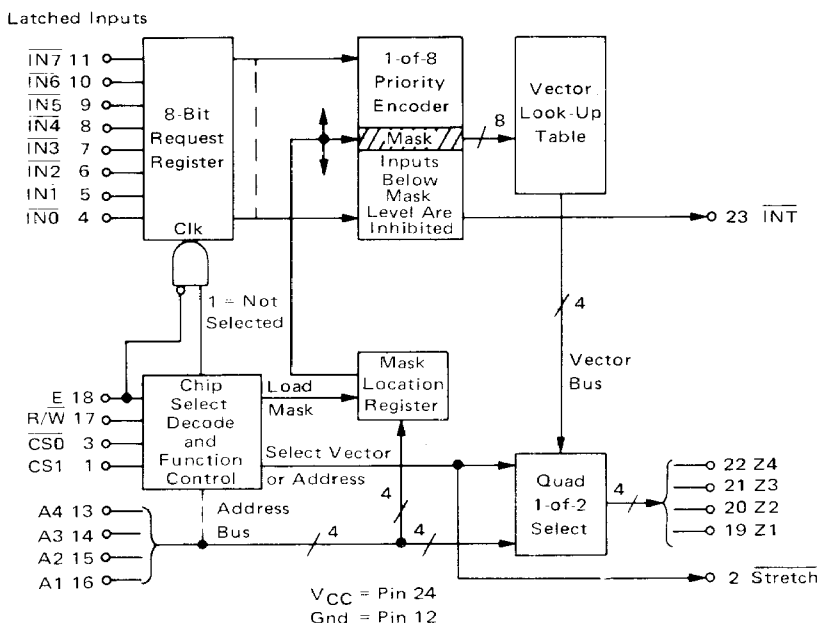 Latched Inputs
IN7 11
IN6 10
IN5 9
IN4 8
IN3 7
IN2 6
IN1 5
IN0 4
8-Bit
Request
Register
Clk
1-of-8
Priority
Encoder
Mask
Inputs
Below
Mask
Level Are
Inhibited
8
Vector
Look-Up
Table
23 INT
1 = Not
Selected
4
Vector
Bus
E 18
R/W 17
CS0 3
CS1 1
Chip
Select
Decode
and
Function
Control
Load
Mask
Mask
Location
Register
Select Vector
or Address
4
Quad
1-of-2
Select
4
22 Z4
21 Z3
20 Z2
19 Z1
A4 13
A3 14
A2 15
A1 16
Address
Bus
4
4
2 Stretch
VCC = Pin 24
Gnd = Pin 12